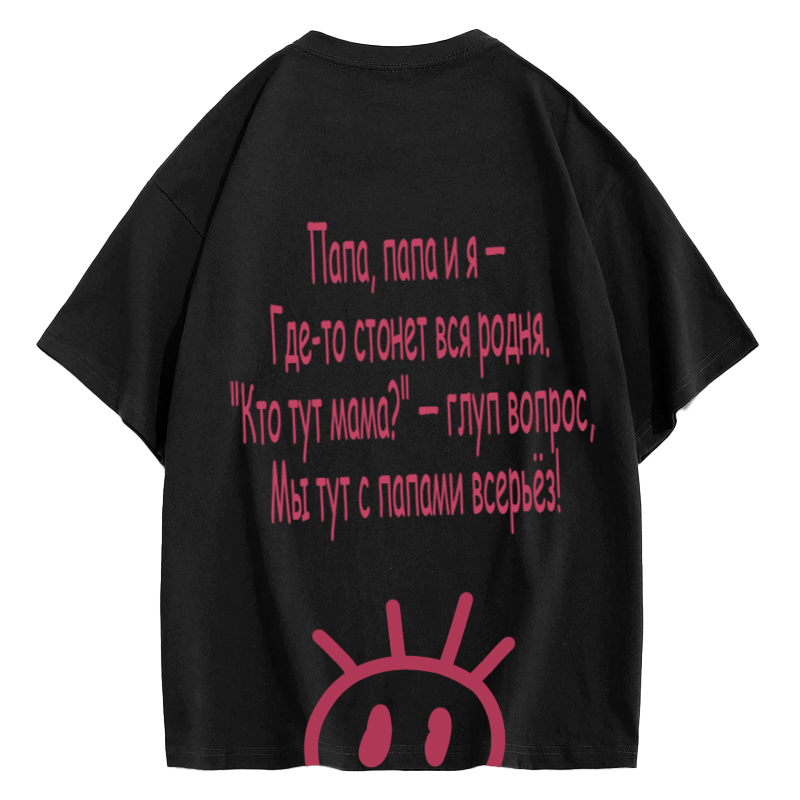 Папа, папа и я –
Где-то стонет вся родня.
"Кто тут мама?" – глуп вопрос,
Мы тут с папами всерьёз!